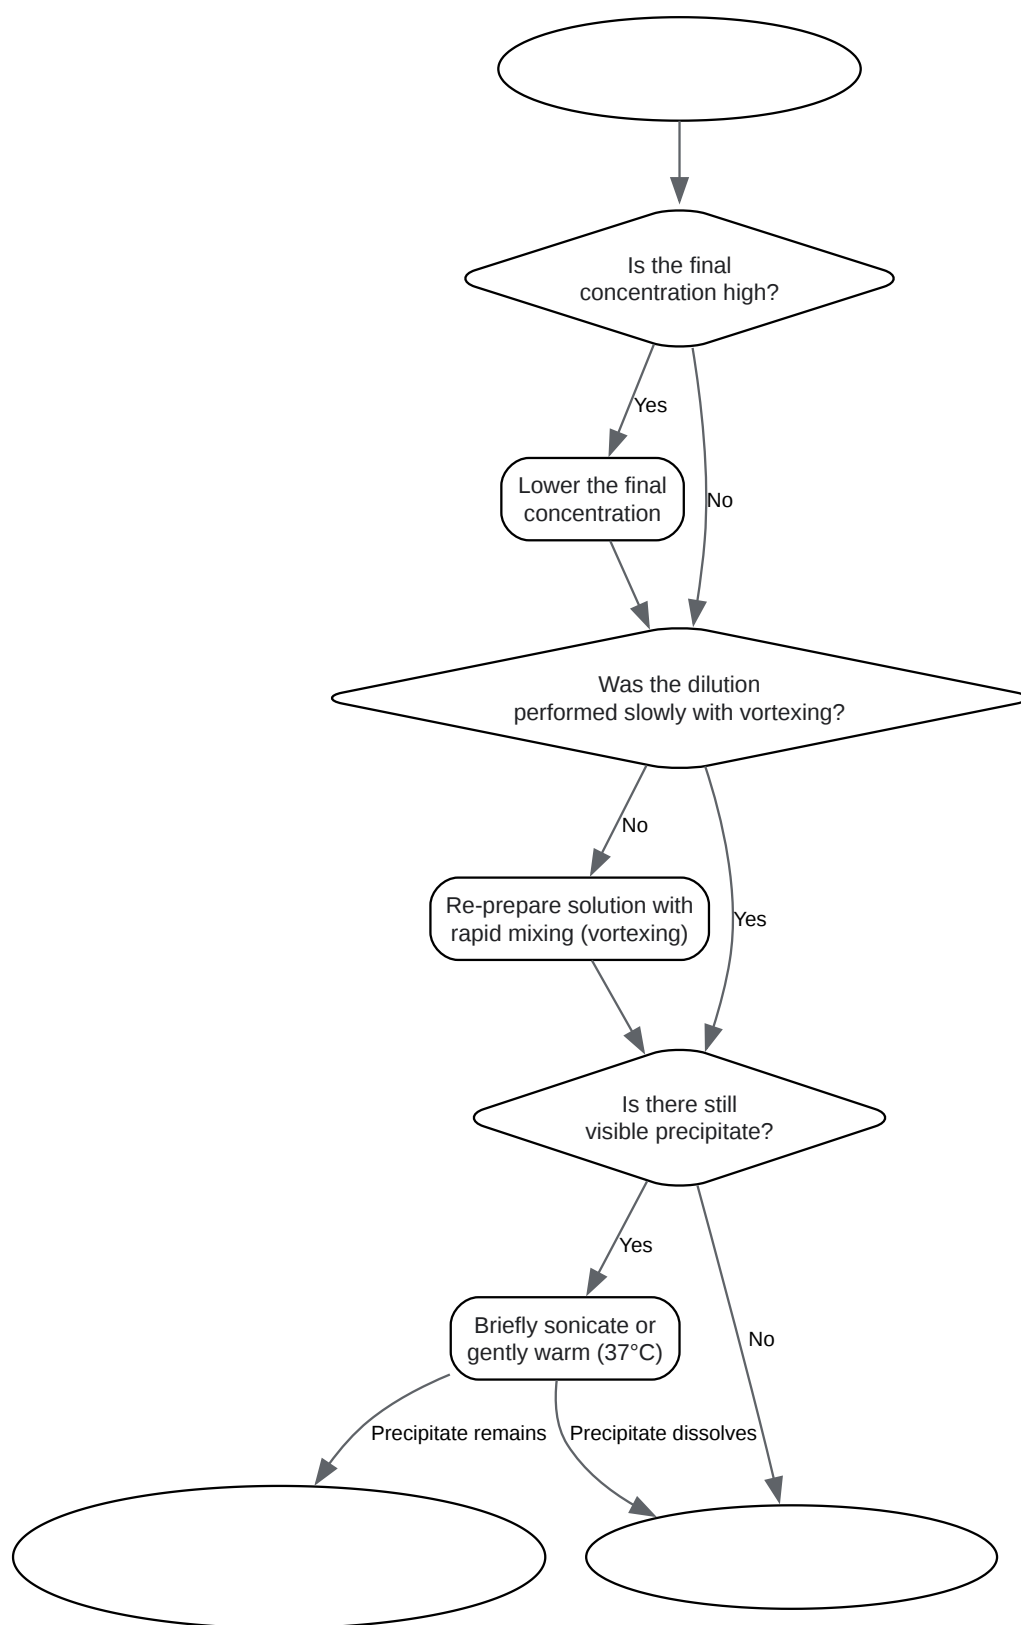 Is the final
concentration high?
Yes
Lower the final
concentration
No
Was the dilution
performed slowly with vortexing?
No
Re-prepare solution with
rapid mixing (vortexing)
Yes
Is there still
visible precipitate?
Yes
Briefly sonicate or
gently warm (37°C)
No
Precipitate remains
Precipitate dissolves